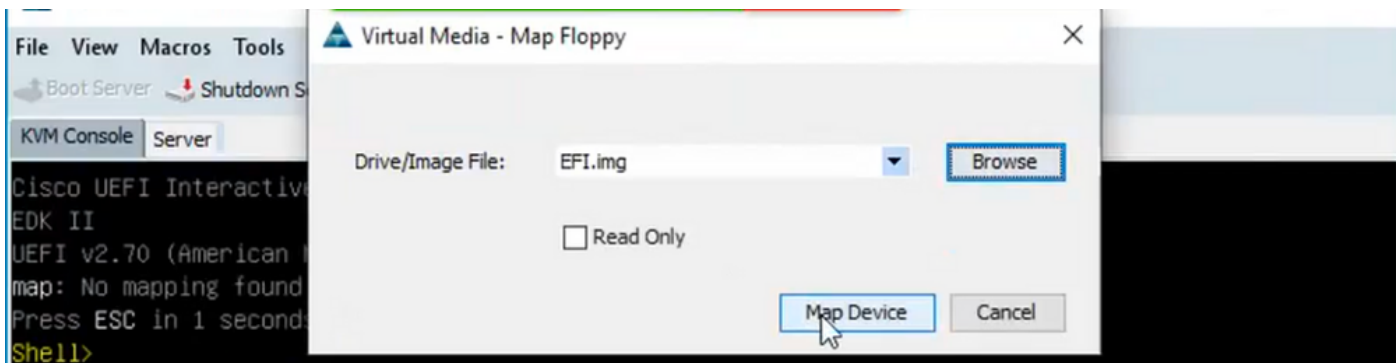 Virtual Media - Map Floppy
File View Macros Tools
Boot Server Shutdown S
KVM Console Server
Drive/Image File: EFI.img Browse
Read Only
Map Device Cancel
Cisco UEFI Interactive
EDK II
UEFI v2.70 (American
map: No mapping found
Press ESC in 1 seconds
Shell>